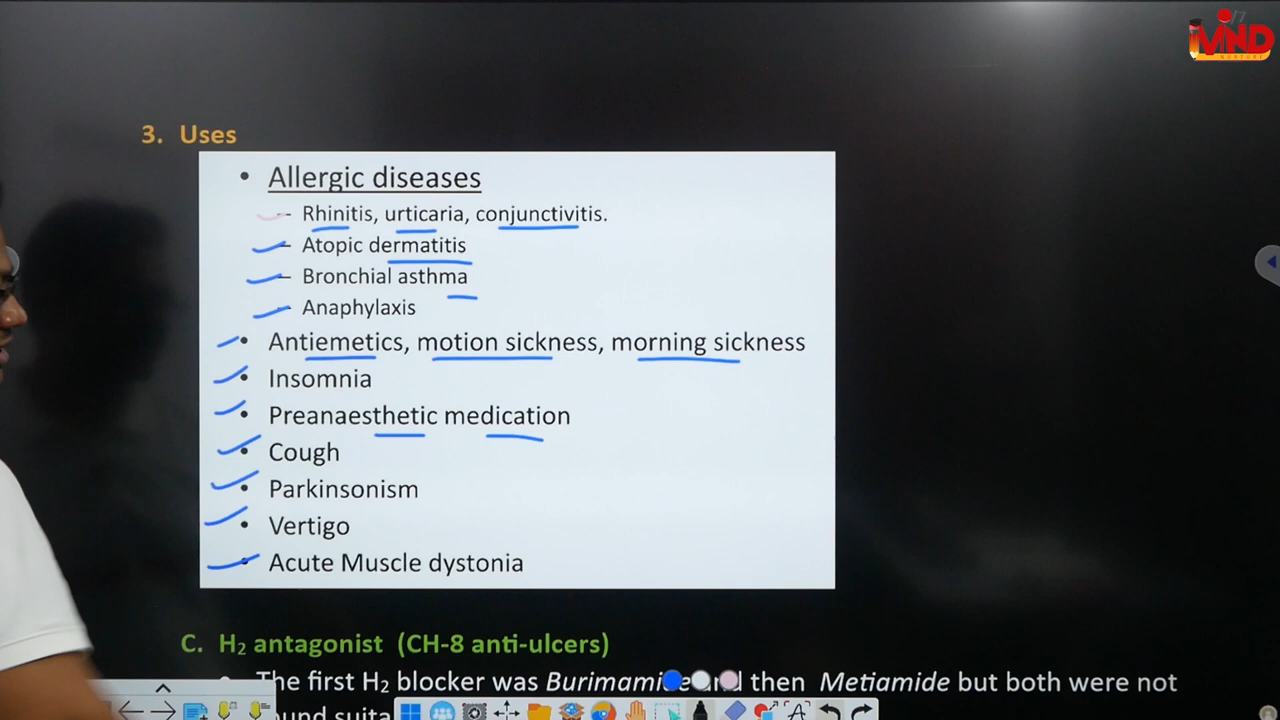 MND
NURTURE
3. Uses
• Allergic diseases
– Rhinitis, urticaria, conjunctivitis.
– Atopic dermatitis
– Bronchial asthma
– Anaphylaxis
• Antiemetics, motion sickness, morning sickness
• Insomnia
• Preanaesthetic medication
• Cough
• Parkinsonism
• Vertigo
• Acute Muscle dystonia
C. H₂ antagonist (CH-8 anti-ulcers)
• The first H₂ blocker was then Metiamide but both were not